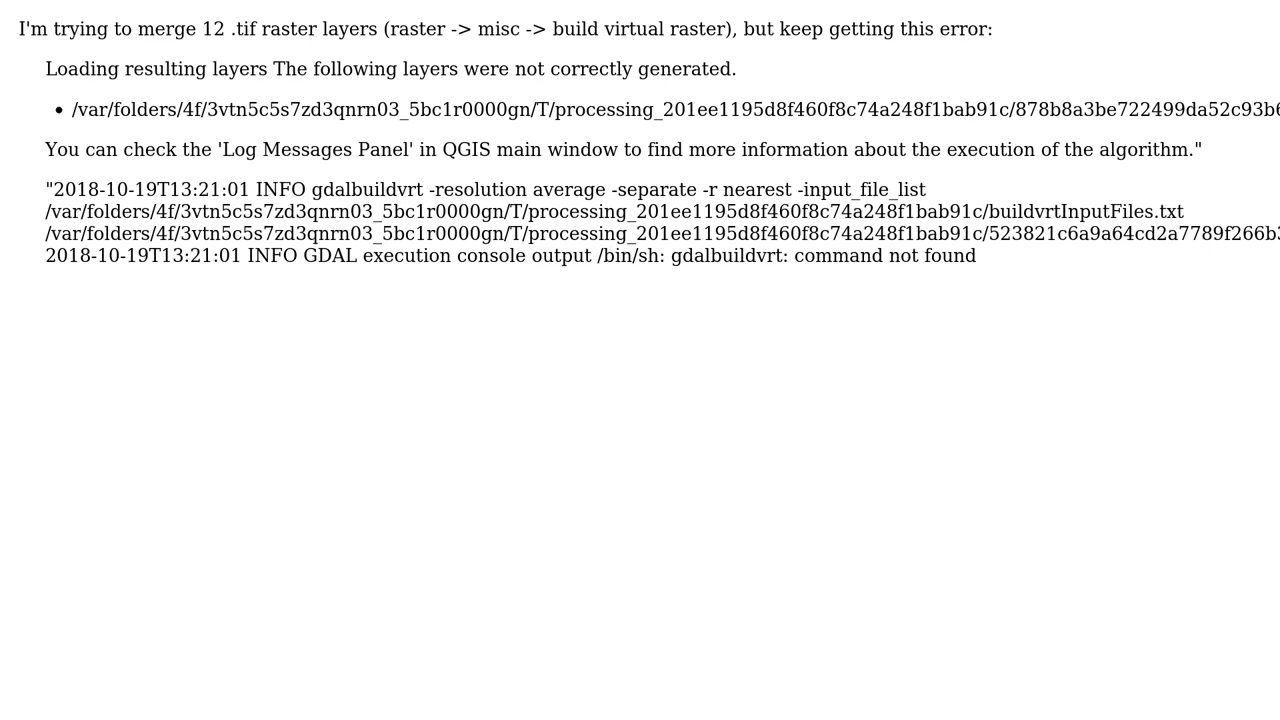 I'm trying to merge 12 .tif raster layers (raster -> misc -> build virtual raster), but keep getting this error:
Loading resulting layers The following layers were not correctly generated.
• /var/folders/4f/3vtn5c5s7zd3qnrn03_5bc1r0000gn/T/processing_201ee1195d8f460f8c74a248f1bab91c/878b8a3be722499da52c93b6
You can check the 'Log Messages Panel' in QGIS main window to find more information about the execution of the algorithm."
"2018-10-19T13:21:01 INFO gdalbuildvrt -resolution average -separate -r nearest -input_file_list
/var/folders/4f/3vtn5c5s7zd3qnrn03_5bc1r0000gn/T/processing_201ee1195d8f460f8c74a248f1bab91c/buildvrtInputFiles.txt
/var/folders/4f/3vtn5c5s7zd3qnrn03_5bc1r0000gn/T/processing_201ee1195d8f460f8c74a248f1bab91c/523821c6a9a64cd2a7789f266b3
2018-10-19T13:21:01 INFO GDAL execution console output /bin/sh: gdalbuildvrt: command not found